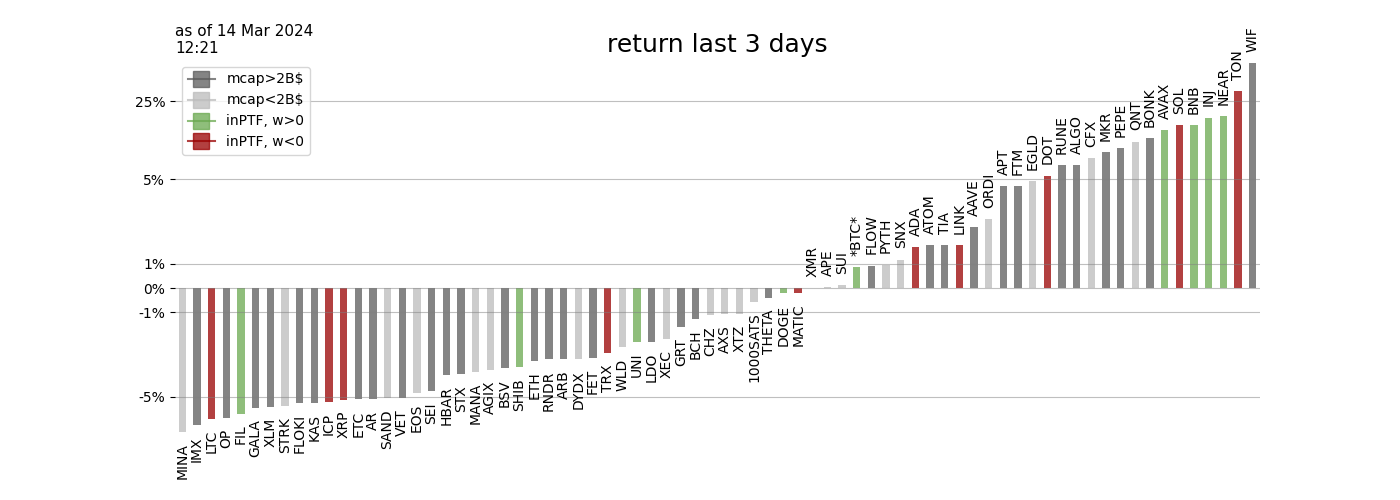 as of 14 Mar 2024
12:21
return last 3 days
mcap>2B$
mcap<2B$
inPTF, w>0
inPTF, w<0
25%
5%
1%
0%
-1%
-5%
MINA
IMX
LTC
OP
FIL
GALA
XLM
STRK
FLOKI
KAS
ICP
XRP
ETC
AR
SAND
VET
EOS
SEI
HBAR
STX
MANA
AGIX
BSV
SHIB
ETH
RNDR
ARB
DYDX
FET
TRX
WLD
UNI
LDO
XEC
GRT
BCH
CHZ
AXS
XTZ
1000SATS
THETA
DOGE
MATIC
XMR
APE
SUI
*BTC*
FLOW
PYTH
SNX
ADA
ATOM
TIA
LINK
AAVE
ORDI
APT
FTM
EGLD
DOT
RUNE
ALGO
CFX
MKR
PEPE
QNT
BONK
AVAX
SOL
BNB
INJ
NEAR
TON
WIF